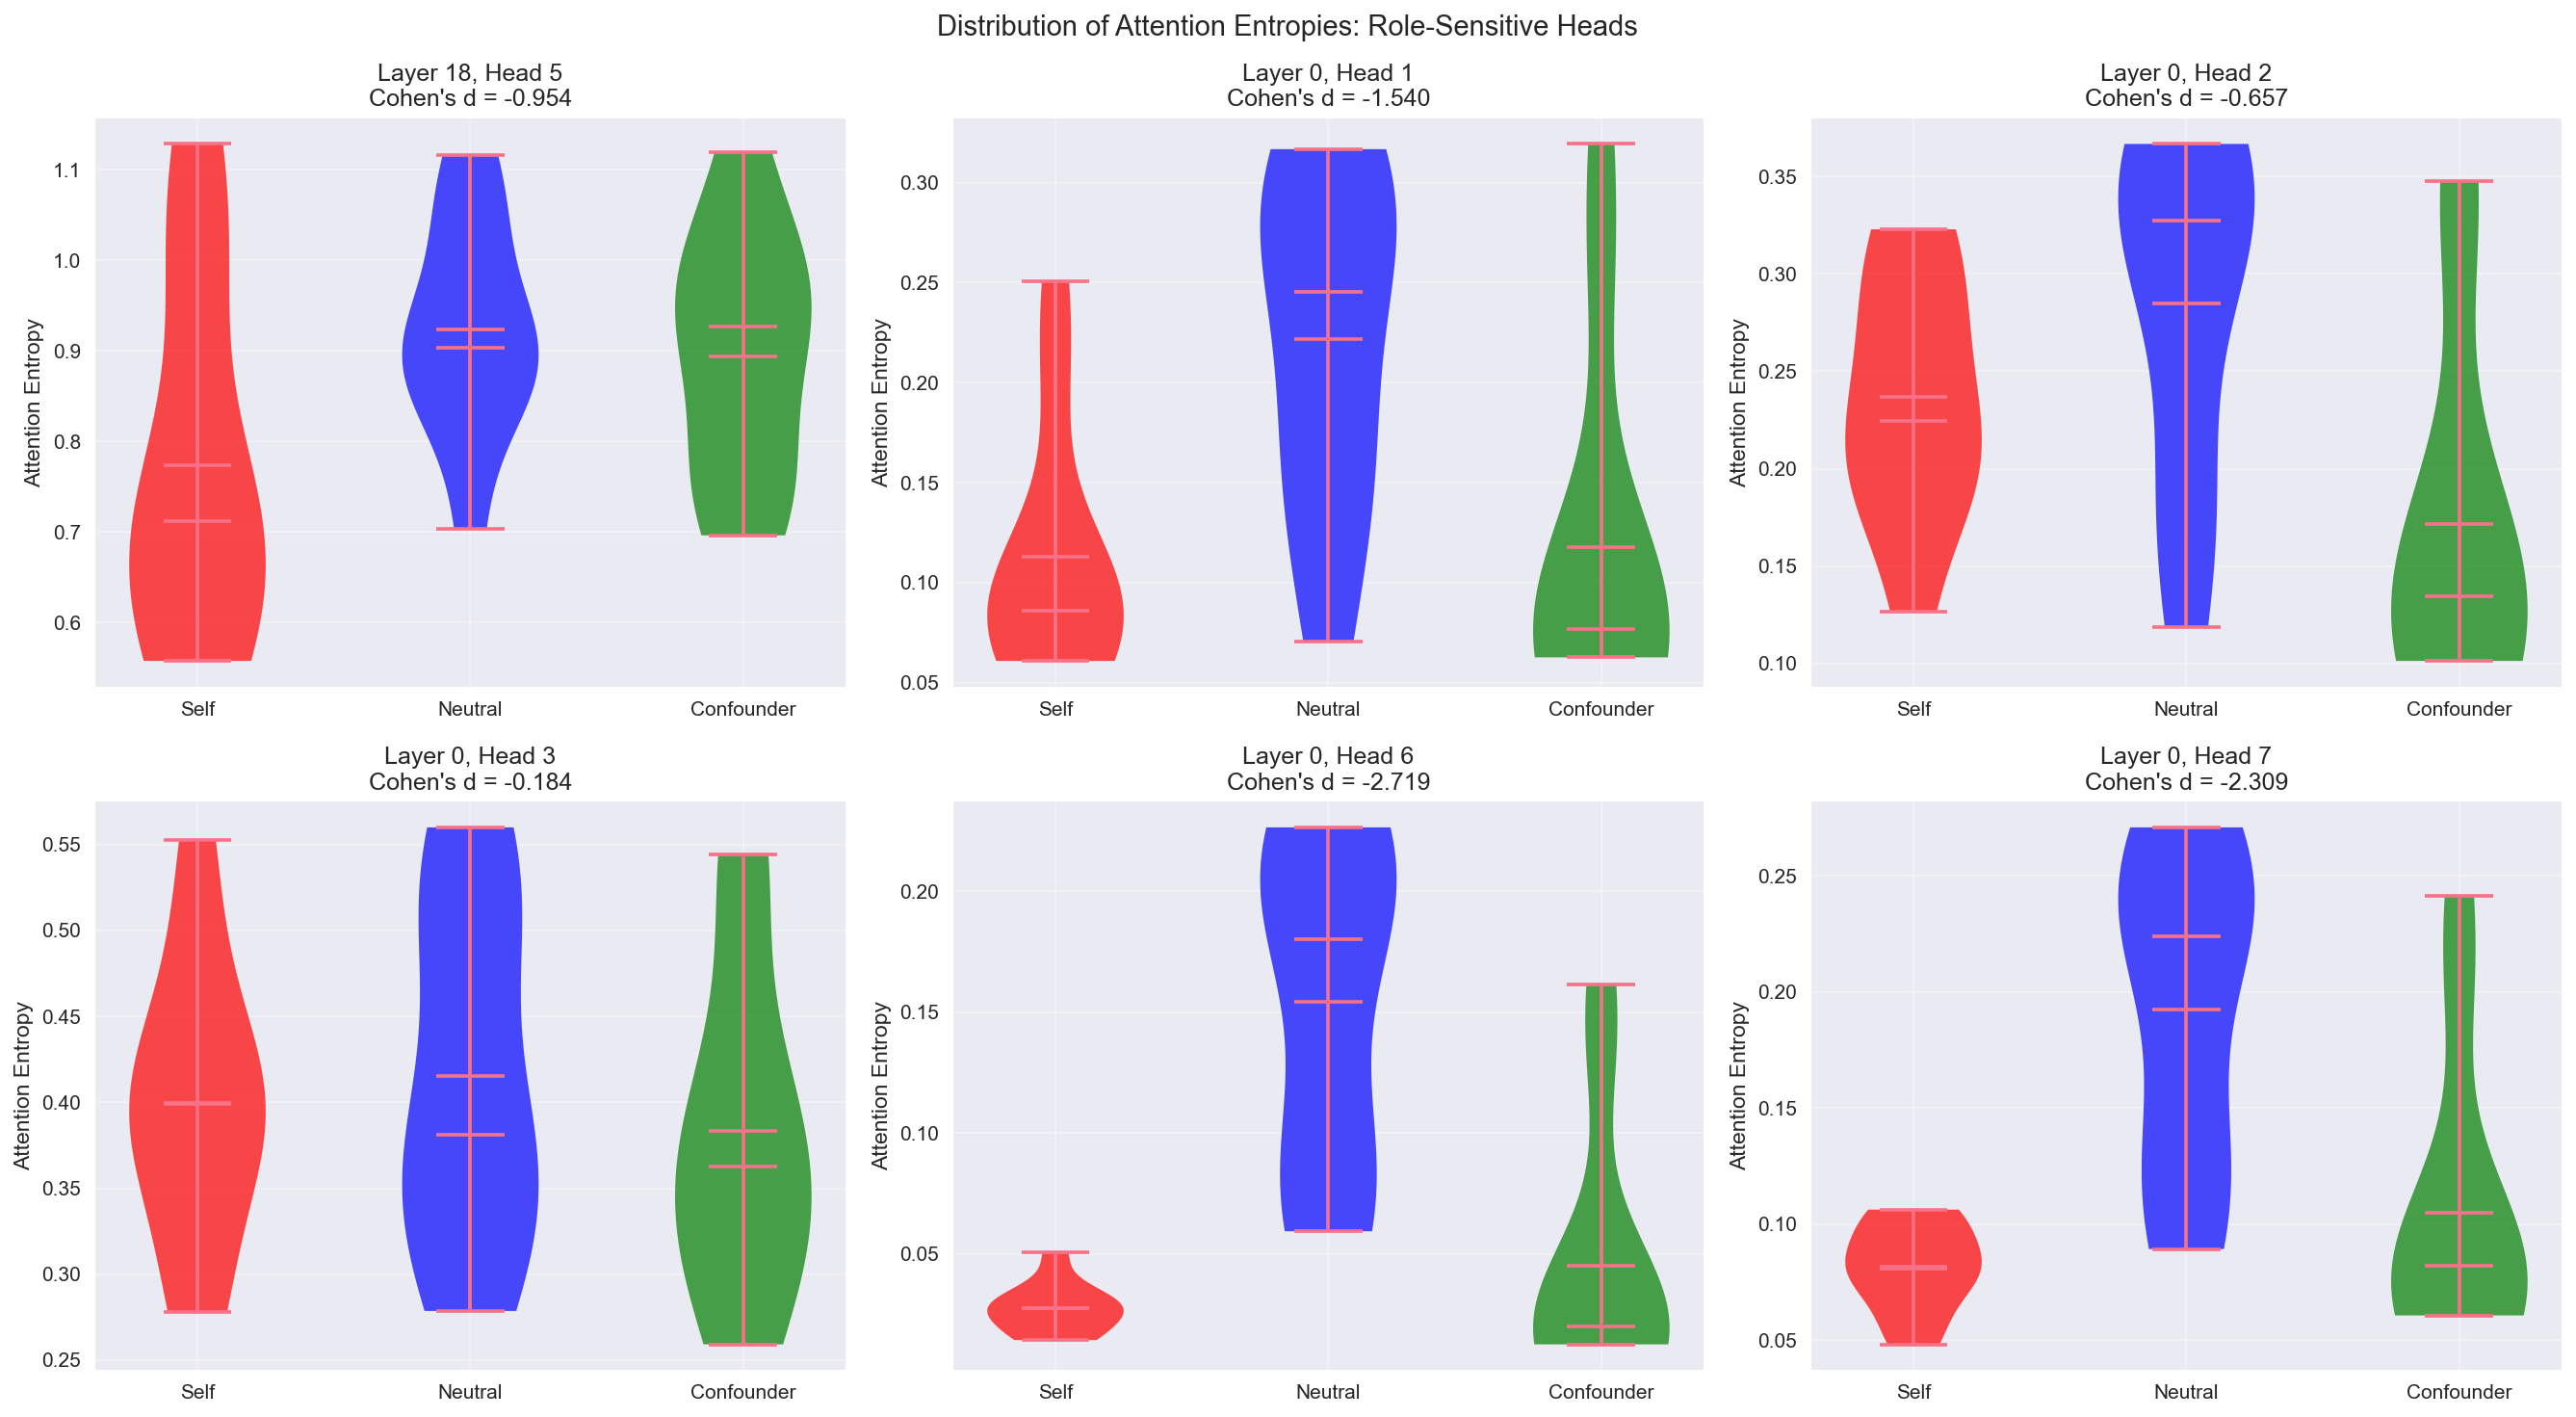 Distribution of Attention Entropies: Role-Sensitive Heads
Layer 18, Head 5
Cohen's d = -0.954
Attention Entropy
1.1
1.0
0.9
0.8
0.7
0.6
Self Neutral Confounder
Layer 0, Head 1
Cohen's d = -1.540
Attention Entropy
0.30
0.25
0.20
0.15
0.10
0.05
Self Neutral Confounder
Layer 0, Head 2
Cohen's d = -0.657
Attention Entropy
0.35
0.30
0.25
0.20
0.15
0.10
Self Neutral Confounder
Layer 0, Head 3
Cohen's d = -0.184
Attention Entropy
0.55
0.50
0.45
0.40
0.35
0.30
0.25
Self Neutral Confounder
Layer 0, Head 6
Cohen's d = -2.719
Attention Entropy
0.20
0.15
0.10
0.05
Self Neutral Confounder
Layer 0, Head 7
Cohen's d = -2.309
Attention Entropy
0.25
0.20
0.15
0.10
0.05
Self Neutral Confounder